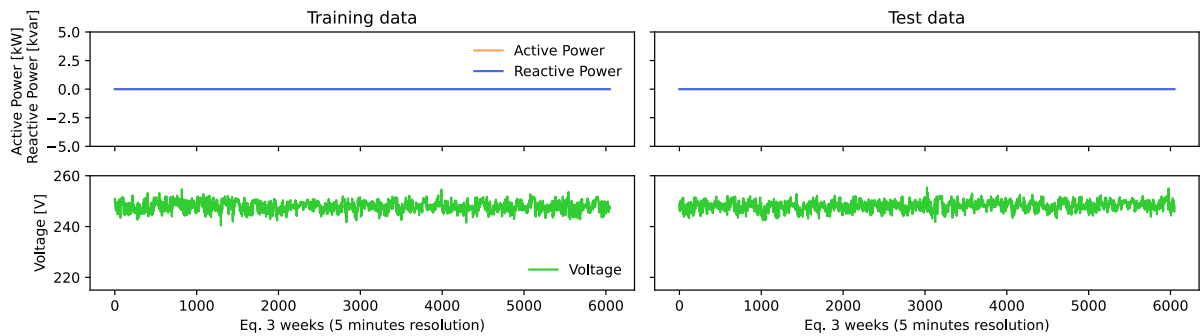 Training data
Test data
Active Power [kW]
Reactive Power [kvar]
5.0
2.5
0.0
−2.5
−5.0
Active Power
Reactive Power
Voltage [V]
260
240
220
Voltage
0 1000 2000 3000 4000 5000 6000
0 1000 2000 3000 4000 5000 6000
Eq. 3 weeks (5 minutes resolution)
Eq. 3 weeks (5 minutes resolution)